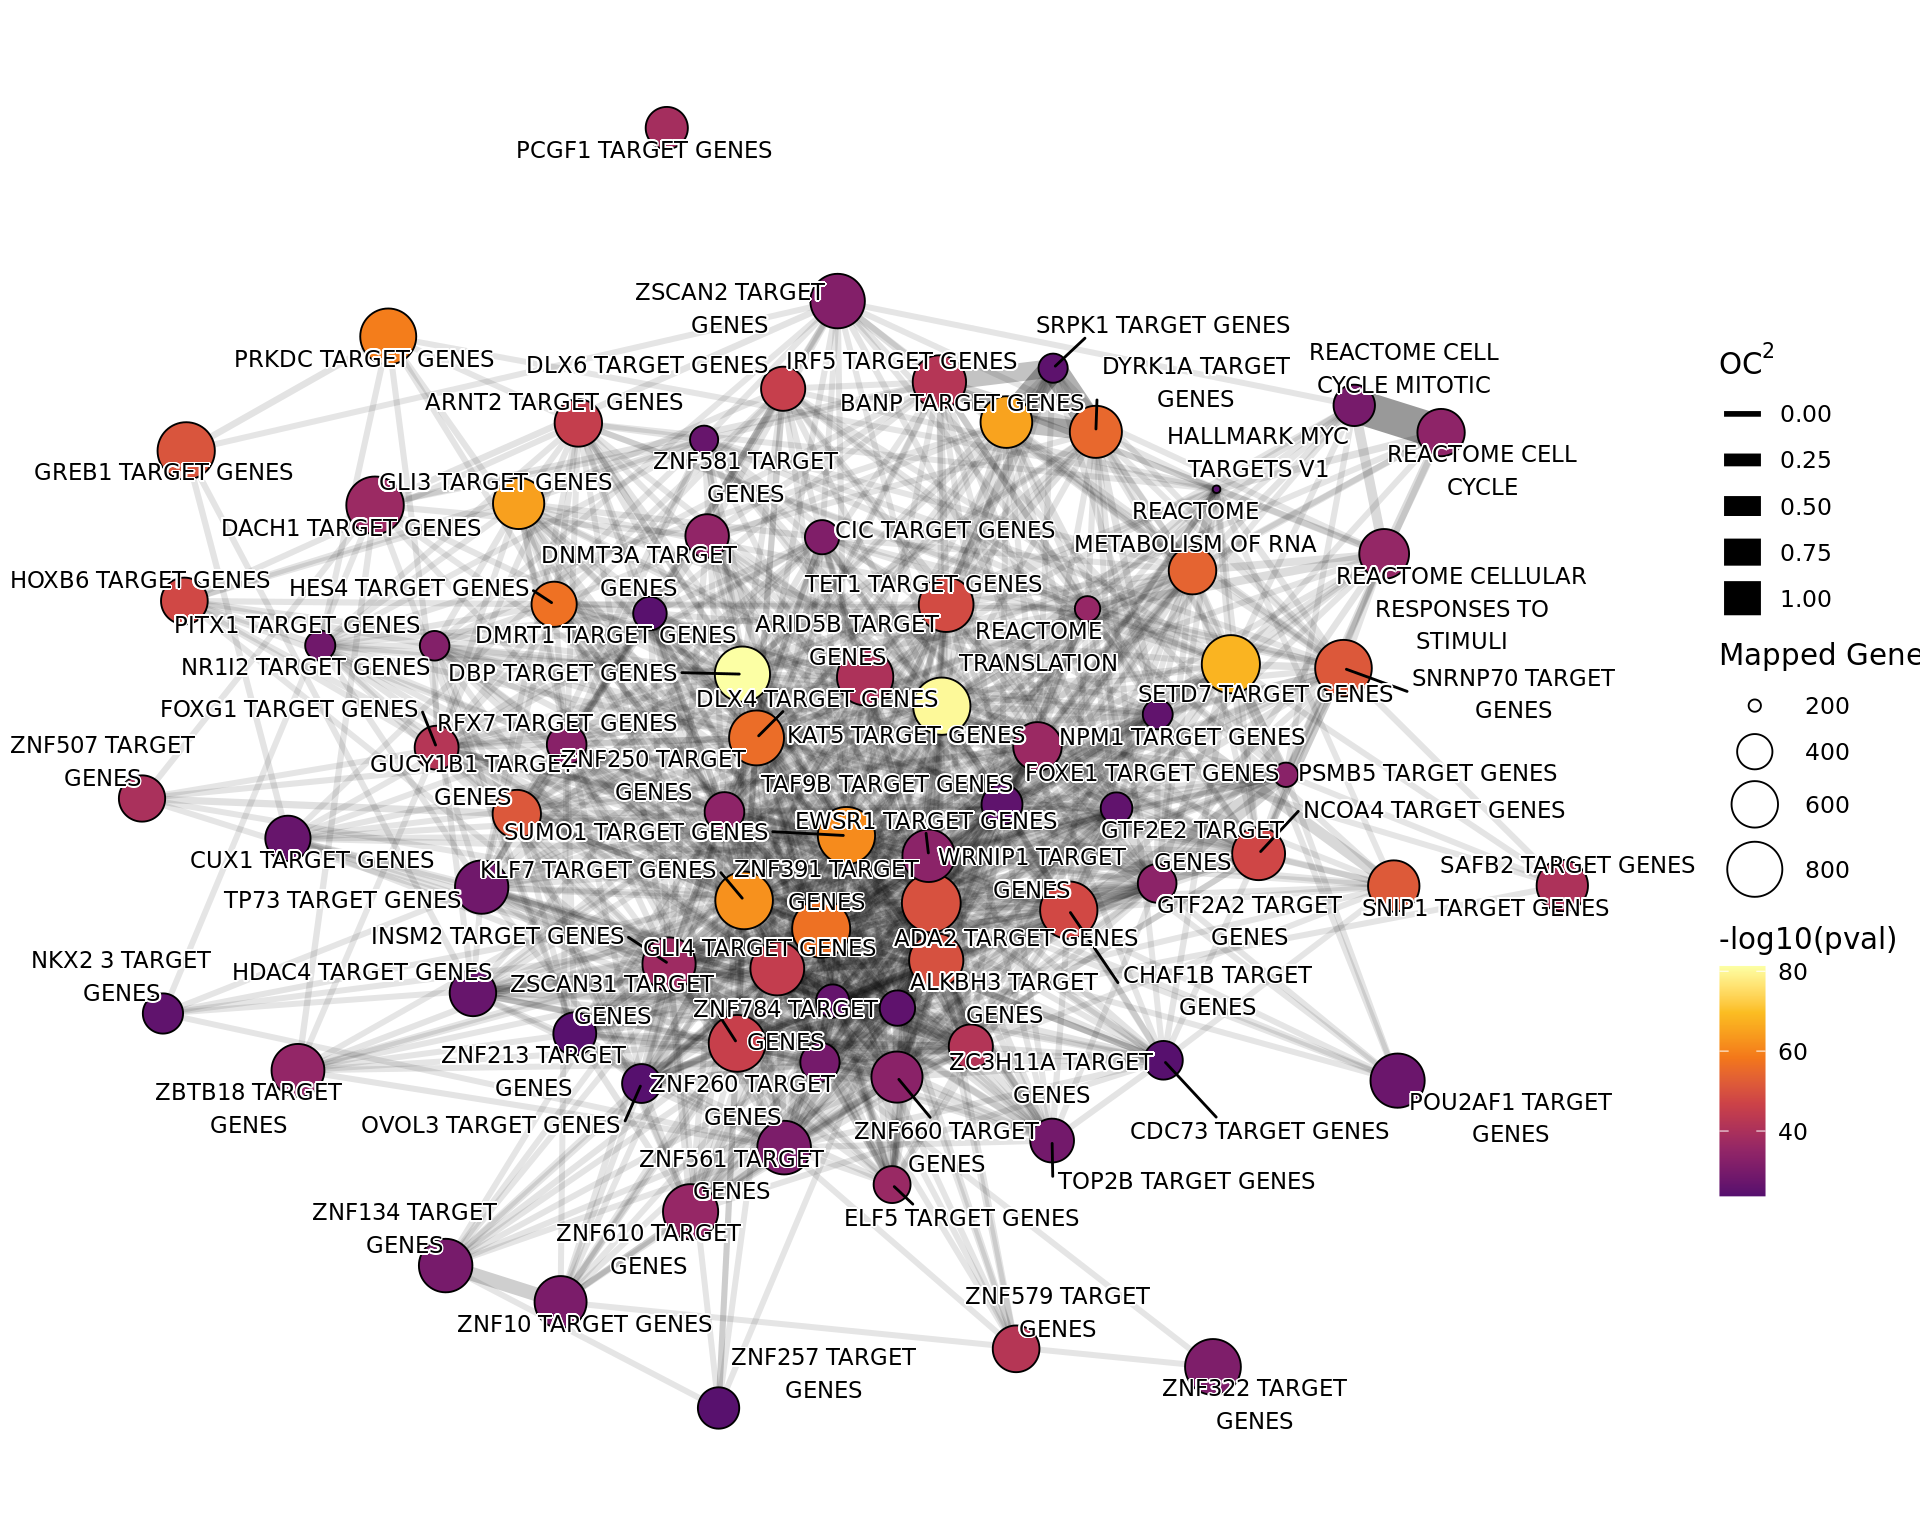 PCGF1 TARGET GENES
ZSCAN2 TARGET
GENES
SRPK1 TARGET GENES
PRKDC TARGET GENES
DLX6 TARGET GENES
IRF5 TARGET GENES
DYRK1A TARGET
GENES
REACTOME CELL
CYCLE MITOTIC
ARNT2 TARGET GENES
BANP TARGET GENES
HALLMARK MYC
TARGETS V1
REACTOME CELL
CYCLE
GREB1 TARGET GENES
GLI3 TARGET GENES
ZNF581 TARGET
GENES
DACH1 TARGET GENES
CIC TARGET GENES
REACTOME
METABOLISM OF RNA
DNMT3A TARGET
GENES
HOXB6 TARGET GENES
HES4 TARGET GENES
TET1 TARGET GENES
REACTOME CELLULAR
RESPONSES TO
STIMULI
PITX1 TARGET GENES
DMRT1 TARGET GENES
ARID5B TARGET
GENES
REACTOME
TRANSLATION
NR1I2 TARGET GENES
DBP TARGET GENES
SNRNP70 TARGET
GENES
DLX4 TARGET GENES
SETD7 TARGET GENES
FOXG1 TARGET GENES
RFX7 TARGET GENES
KAT5 TARGET GENES
NPM1 TARGET GENES
ZNF507 TARGET
GENES
GUCY1B1 TARGET
GENES
ZNF250 TARGET
GENES
TAF9B TARGET GENES
FOXE1 TARGET GENES
PSMB5 TARGET GENES
NCOA4 TARGET GENES
SUMO1 TARGET GENES
EWSR1 TARGET GENES
GTF2E2 TARGET
GENES
CUX1 TARGET GENES
KLF7 TARGET GENES
ZNF391 TARGET
GENES
WRNIP1 TARGET
GENES
SAFB2 TARGET GENES
TP73 TARGET GENES
GTF2A2 TARGET
GENES
SNIP1 TARGET GENES
INSM2 TARGET GENES
GLI4 TARGET GENES
ADA2 TARGET GENES
NKX2 3 TARGET
GENES
HDAC4 TARGET GENES
ZSCAN31 TARGET
GENES
ALKBH3 TARGET
GENES
CHAF1B TARGET
GENES
ZNF784 TARGET
GENES
ZNF213 TARGET
GENES
ZC3H11A TARGET
GENES
ZBTB18 TARGET
GENES
ZNF260 TARGET
GENES
POU2AF1 TARGET
GENES
OVOL3 TARGET GENES
ZNF660 TARGET
GENES
CDC73 TARGET GENES
ZNF561 TARGET
GENES
TOP2B TARGET GENES
ZNF134 TARGET
GENES
ELF5 TARGET GENES
ZNF610 TARGET
GENES
ZNF10 TARGET GENES
ZNF579 TARGET
GENES
ZNF257 TARGET
GENES
ZNF322 TARGET
GENES
OC2
0.00
0.25
0.50
0.75
1.00
Mapped Gene
200
400
600
800
-log10(pval)
80
60
40